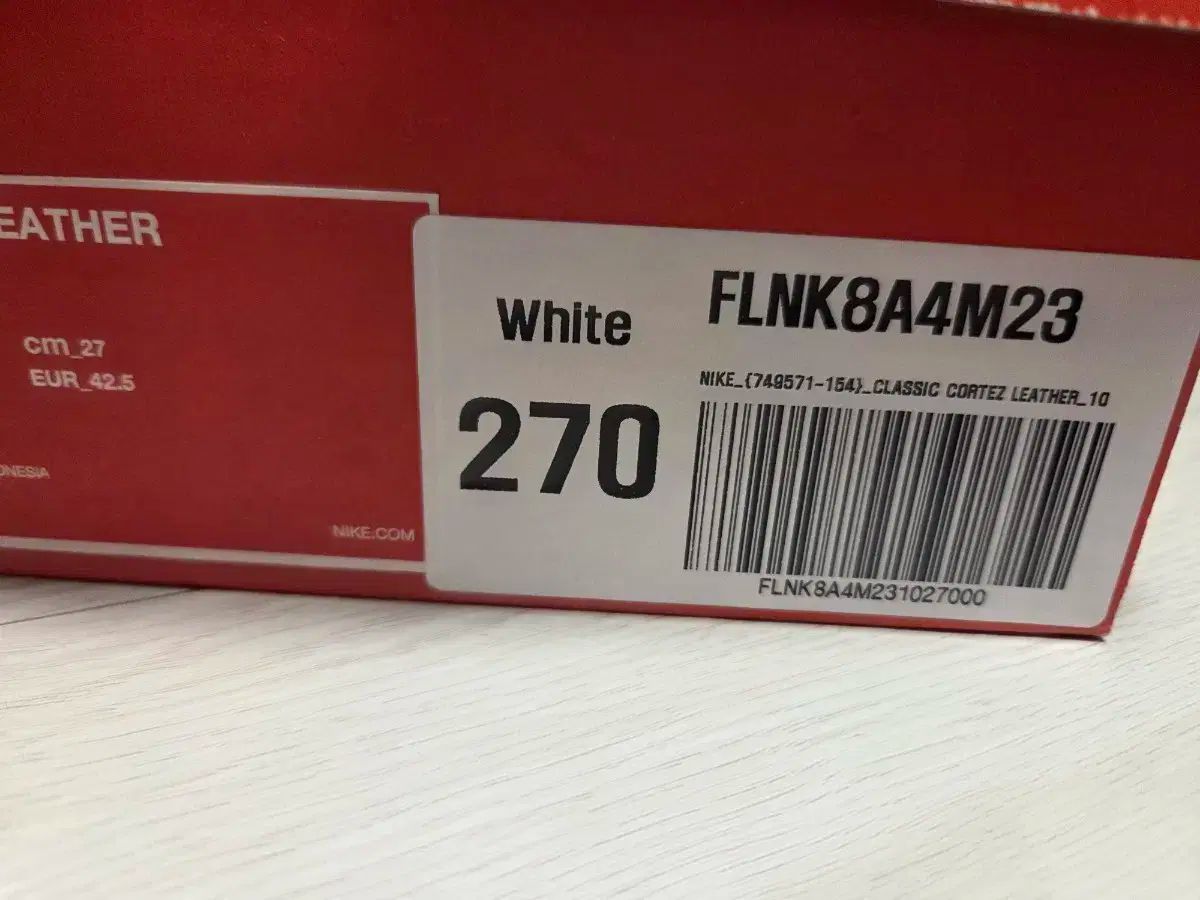 EATHER
cm_27
EUR_42.5
ONESIA
NIKE.COM
White
270
FLNK8A4M23
NIKE_{749571-154}_CLASSIC CORTEZ LEATHER_10
FLNK8A4M231027000